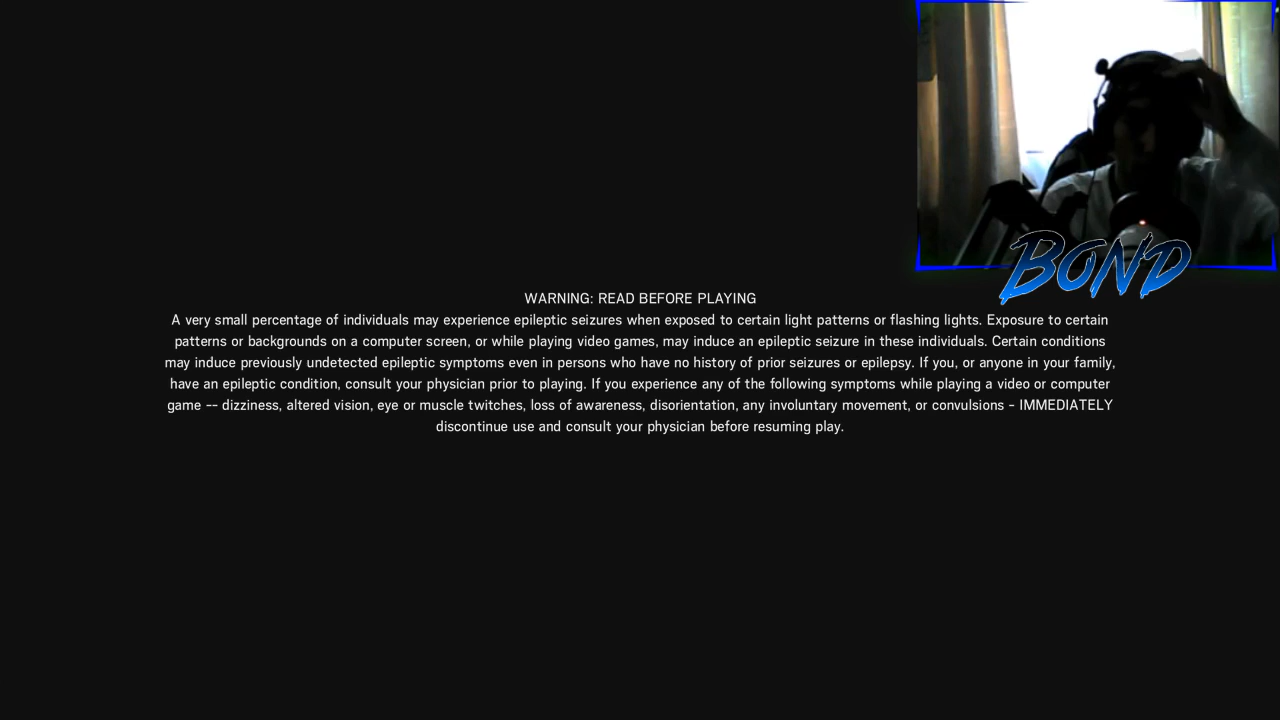 BOND
WARNING: READ BEFORE PLAYING
A very small percentage of individuals may experience epileptic seizures when exposed to certain light patterns or flashing lights. Exposure to certain
patterns or backgrounds on a computer screen, or while playing video games, may induce an epileptic seizure in these individuals. Certain conditions
may induce previously undetected epileptic symptoms even in persons who have no history of prior seizures or epilepsy. If you, or anyone in your family,
have an epileptic condition, consult your physician prior to playing. If you experience any of the following symptoms while playing a video or computer
game -- dizziness, altered vision, eye or muscle twitches, loss of awareness, disorientation, any involuntary movement, or convulsions - IMMEDIATELY
discontinue use and consult your physician before resuming play.